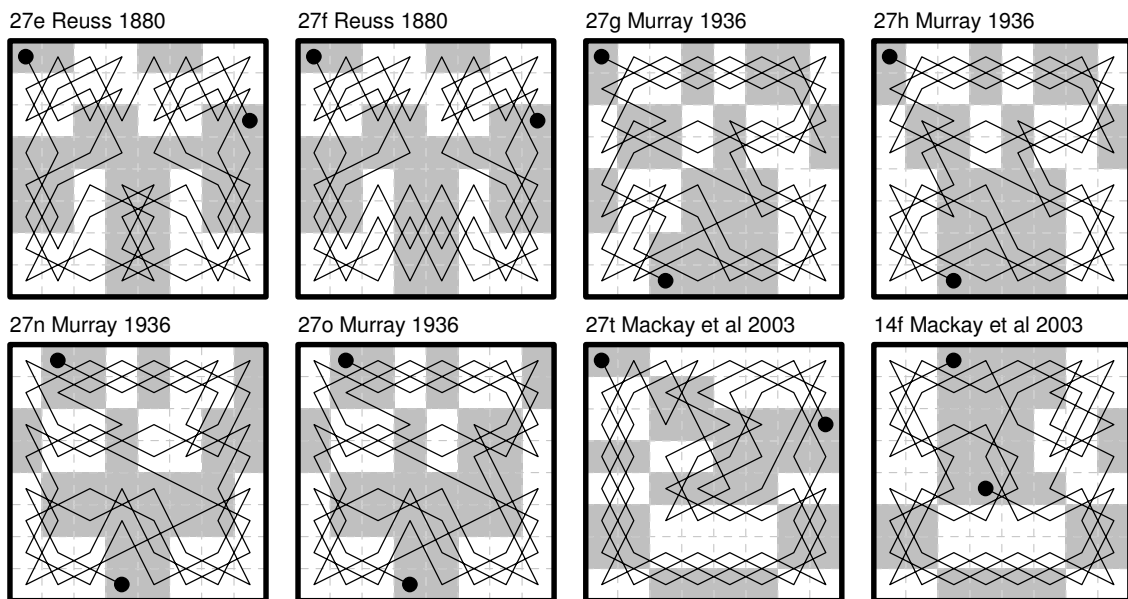 27e Reuss 1880
27f Reuss 1880
27g Murray 1936
27h Murray 1936
27n Murray 1936
27o Murray 1936
27t Mackay et al 2003
14f Mackay et al 2003